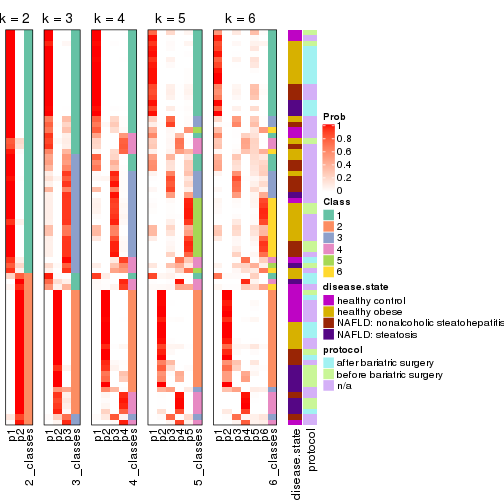 k = 2 k = 3 k = 4 k = 5 k = 6
Prob
1
0.8
0.6
0.4
0.2
0
Class
1
2
3
4
5
6
disease.state
healthy control
healthy obese
NAFLD: nonalcoholic steatohepatitis
NAFLD: steatosis
protocol
after bariatric surgery
before bariatric surgery
n/a
p1
p2
2_classes
p1
p2
p3
3_classes
p1
p2
p3
p4
4_classes
p1
p2
p3
p4
p5
5_classes
p1
p2
p3
p4
p5
p6
6_classes
disease.state
protocol